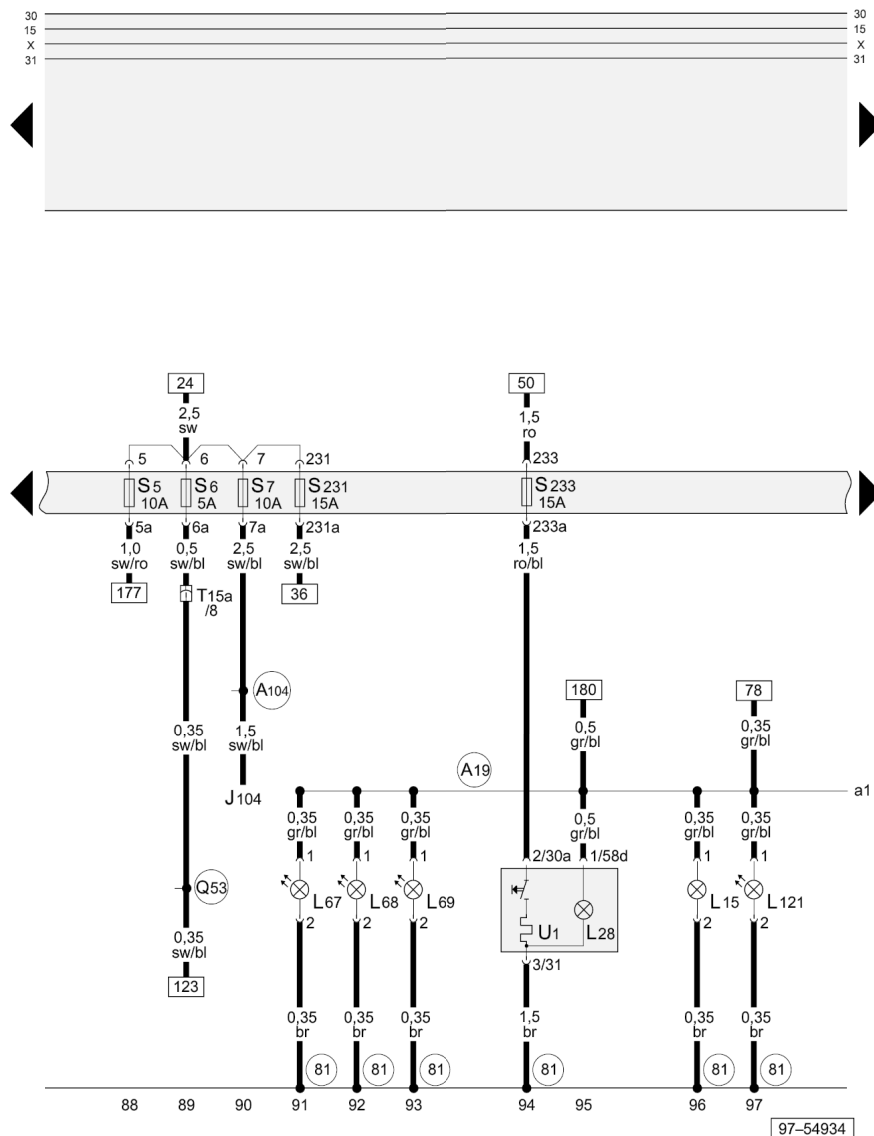 30 30
15 15
X X
31 31
24 50
2,5 1,5
sw ro
5 6 7 231 233
S5 S6 S7 S231 S233
10A 5A 10A 15A 15A
5a 6a 7a 231a 233a
1,0 0,5 2,5 2,5 1,5
sw/ro sw/bl sw/bl sw/bl ro/bl
177 T15a 36
/8
A104 180 78
0,35 1,5 0,5 0,35
sw/bl sw/bl gr/bl gr/bl
A19
J104 a1
0,35 0,35 0,35 0,5 0,35 0,35
gr/bl gr/bl gr/bl gr/bl gr/bl gr/bl
1 1 1 2/30a 1/58d 1 1
Q53 L67 L68 L69 L15 L121
2 2 2 U1 L28 2 2
0,35 3/31
sw/bl
123
0,35 0,35 0,35 1,5 0,35 0,35
br br br br br br
81 81 81 81 81 81
88 89 90 91 92 93 94 95 96 97
97-54934